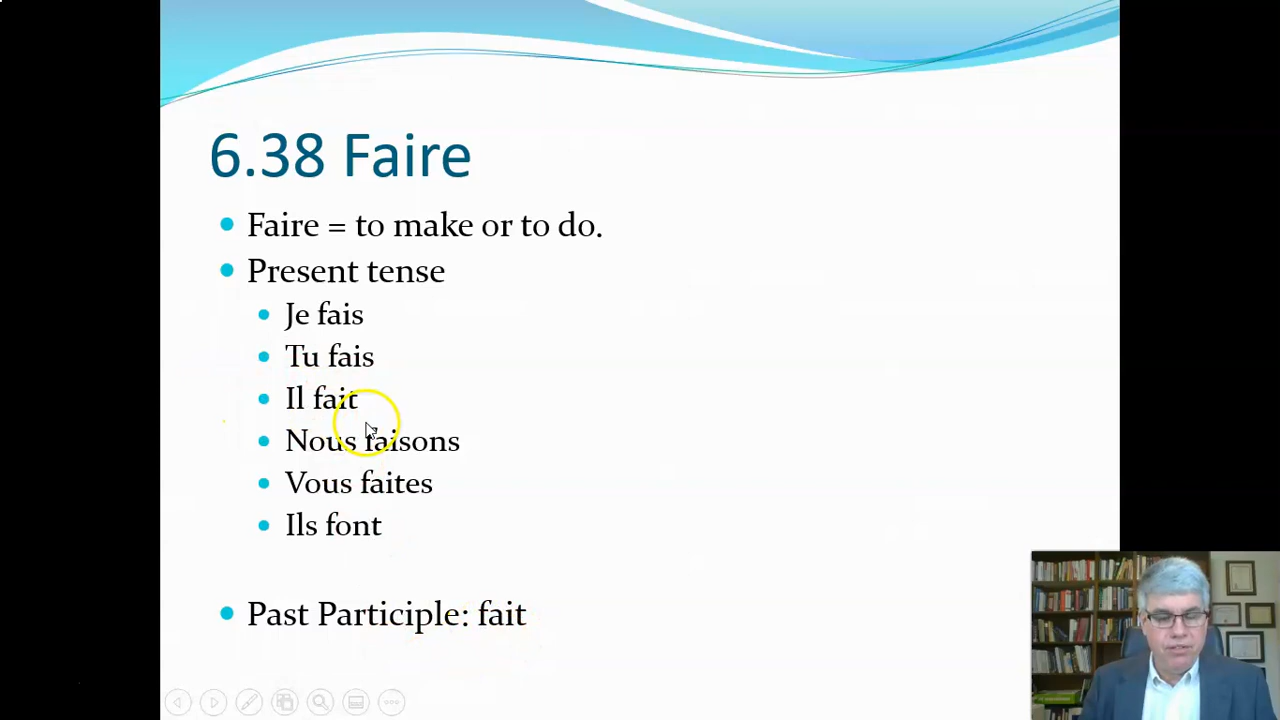 6.38 Faire
Faire = to make or to do.
Present tense
Je fais
Tu fais
Il fait
Nous faisons
Vous faites
Ils font
Past Participle: fait